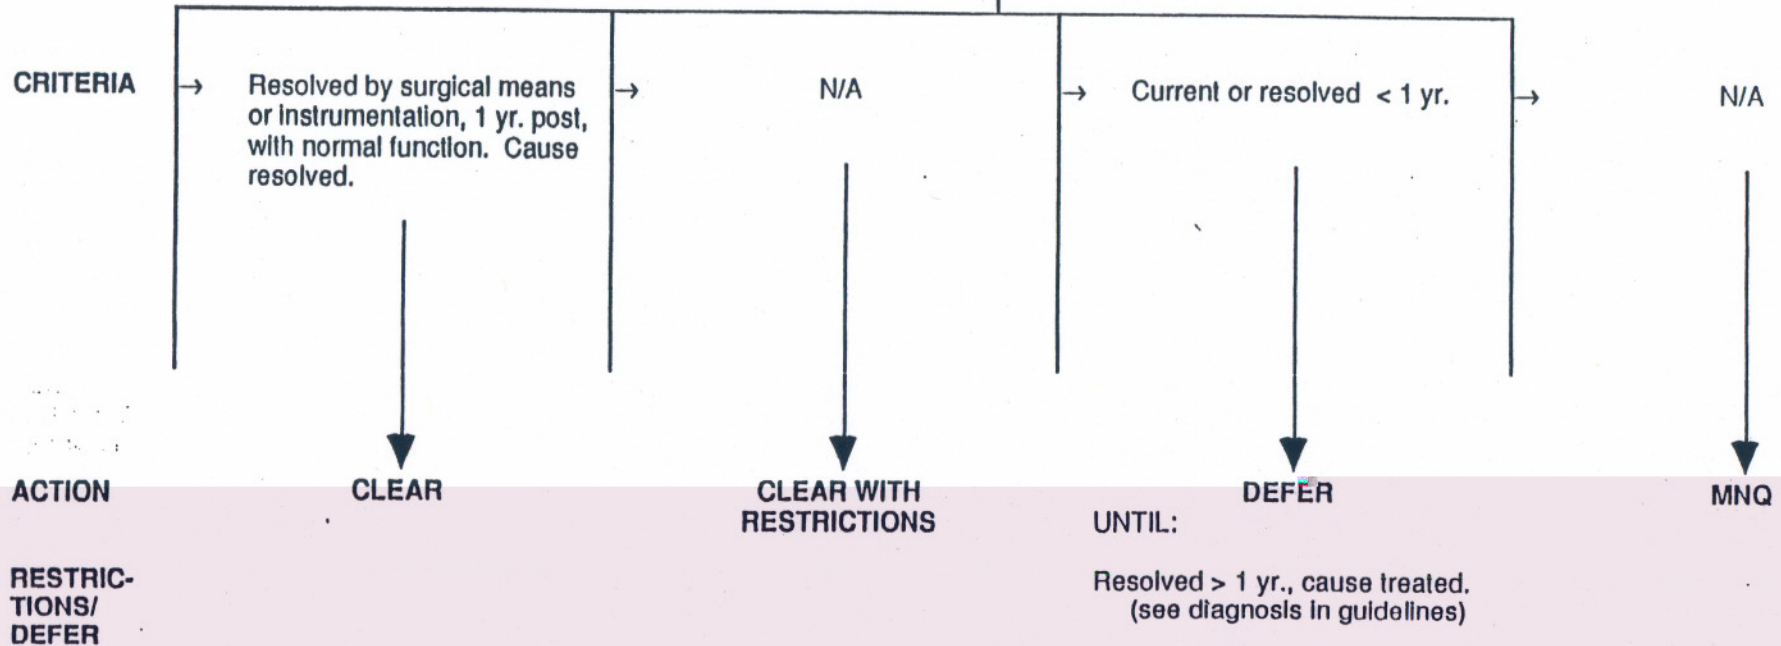 CRITERIA
→ Resolved by surgical means
or instrumentation, 1 yr. post,
with normal function. Cause
resolved.
→ N/A
→ Current or resolved < 1 yr.
→ N/A
ACTION
CLEAR
CLEAR WITH
RESTRICTIONS
DEFER
MNQ
UNTIL:
RESTRIC-
TIONS/
DEFER
Resolved > 1 yr., cause treated.
(see diagnosis in guidelines)